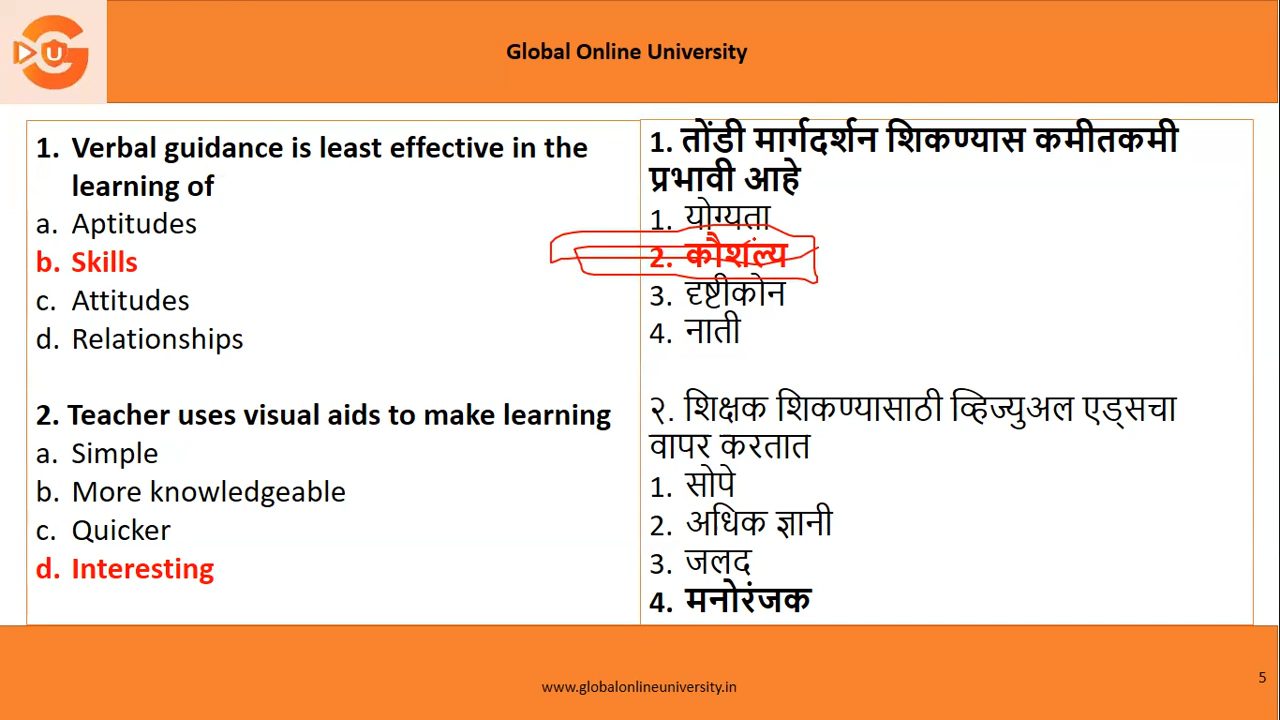 U
Global Online University
1. Verbal guidance is least effective in the
learning of
a. Aptitudes
b. Skills
c. Attitudes
d. Relationships
2. Teacher uses visual aids to make learning
a. Simple
b. More knowledgeable
c. Quicker
d. Interesting
1. तोंडी मार्गदर्शन शिकण्यास कमीतकमी
प्रभावी आहे
1. योग्यता
2. कौशल्य
3. दृष्टीकोन
4. नाती
२. शिक्षक शिकण्यासाठी व्हिज्युअल एड्सचा
वापर करतात
1. सोपे
2. अधिक ज्ञानी
3. जलद
4. मनोरंजक
www.globalonlineuniversity.in
5